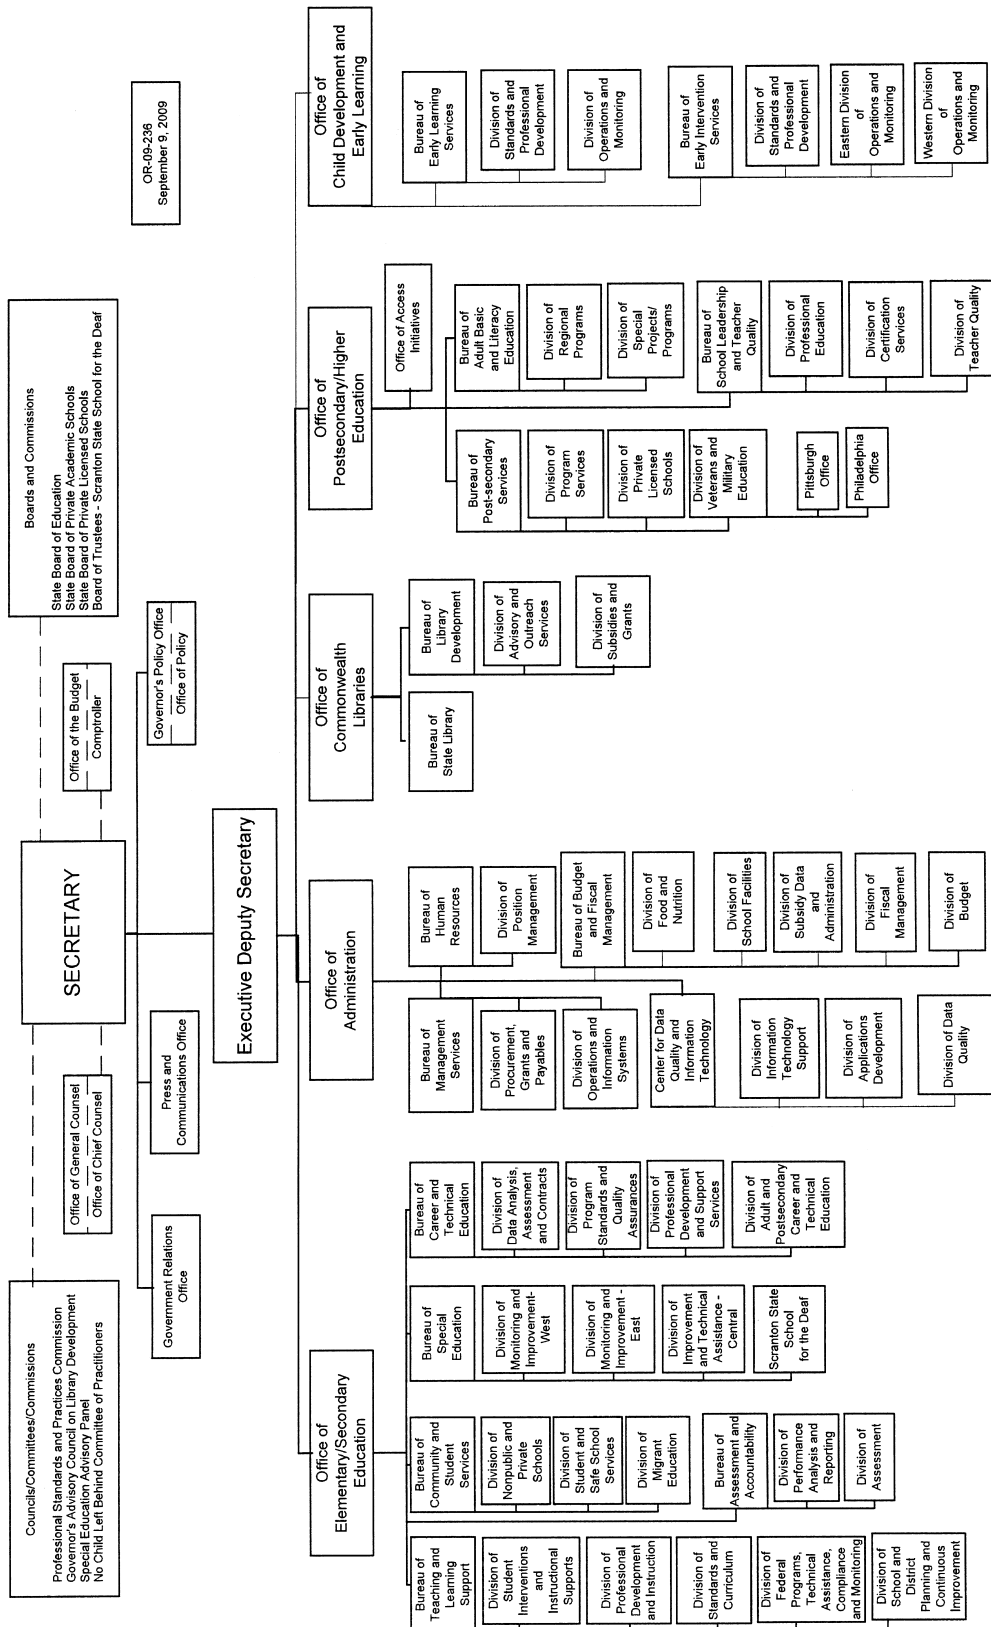 OR-09-236
September 9, 2009
Councils/Committees/Commissions
Professional Standards and Practices Commission
Governor's Advisory Council on Library Development
Special Education Advisory Panel
No Child Left Behind Committee of Practitioners
SECRETARY
Boards and Commissions
State Board of Education
State Board of Private Academic Schools
State Board of Private Licensed Schools
Board of Trustees - Scranton State School for the Deaf
Office of General Counsel
Office of Chief Counsel
Office of the Budget
Comptroller
Government Relations
Office
Press and
Communications Office
Governor's Policy Office
Office of Policy
Executive Deputy Secretary
Office of
Elementary/Secondary
Education
Bureau of
Teaching and
Learning
Support
Division of
Student
Interventions
and
Instructional
Supports
Division of
Professional
Development
and Instruction
Division of
Standards and
Curriculum
Division of
Federal
Programs,
Technical
Assistance,
Compliance
and Monitoring
Division of
School and
District
Planning and
Continuous
Improvement
Bureau of
Community and
Student
Services
Division of
Nonpublic and
Private
Schools
Division of
Student and
Safe School
Services
Division of
Migrant
Education
Bureau of
Assessment and
Accountability
Division of
Performance
Analysis and
Reporting
Division of
Assessment
Bureau of
Special
Education
Division of
Monitoring and
Improvement-
West
Division of
Monitoring and
Improvement -
East
Division of
Improvement
and Technical
Assistance -
Central
Scranton State
School
for the Deaf
Bureau of
Career and
Technical
Education
Division of
Data Analysis,
Assessment
and Contracts
Division of
Program
Standards and
Quality
Assurances
Division of
Professional
Development
and Support
Services
Division of
Adult and
Postsecondary
Career and
Technical
Education
Office of
Administration
Bureau of
Management
Services
Division of
Procurement,
Grants and
Payables
Division of
Operations and
Information
Systems
Center for Data
Quality and
Information
Technology
Division of
Information
Technology
Support
Division of
Applications
Development
Division of Data
Quality
Bureau of
Human
Resources
Division of
Position
Management
Bureau of Budget
and Fiscal
Management
Division of
Food and
Nutrition
Division of
School Facilities
Division of
Subsidy Data
and
Administration
Division of
Fiscal
Management
Division of
Budget
Office of
Commonwealth
Libraries
Bureau of
State Library
Bureau of
Library
Development
Division of
Advisory and
Outreach
Services
Division of
Subsidies and
Grants
Office of
Postsecondary/Higher
Education
Office of Access
Initiatives
Bureau of
Post-secondary
Services
Division of
Program
Services
Division of
Private
Licensed
Schools
Division of
Veterans and
Military
Education
Pittsburgh
Office
Philadelphia
Office
Bureau of
Adult Basic
and Literacy
Education
Division of
Regional
Programs
Division of
Special
Projects/
Programs
Bureau of
School Leadership
and Teacher
Quality
Division of
Professional
Education
Division of
Certification
Services
Division of
Teacher Quality
Office of
Child Development and
Early Learning
Bureau of
Early Learning
Services
Division of
Standards and
Professional
Development
Division of
Operations and
Monitoring
Bureau of
Early Intervention
Services
Division of
Standards and
Professional
Development
Eastern Division
of
Operations and
Monitoring
Western Division
of
Operations and
Monitoring